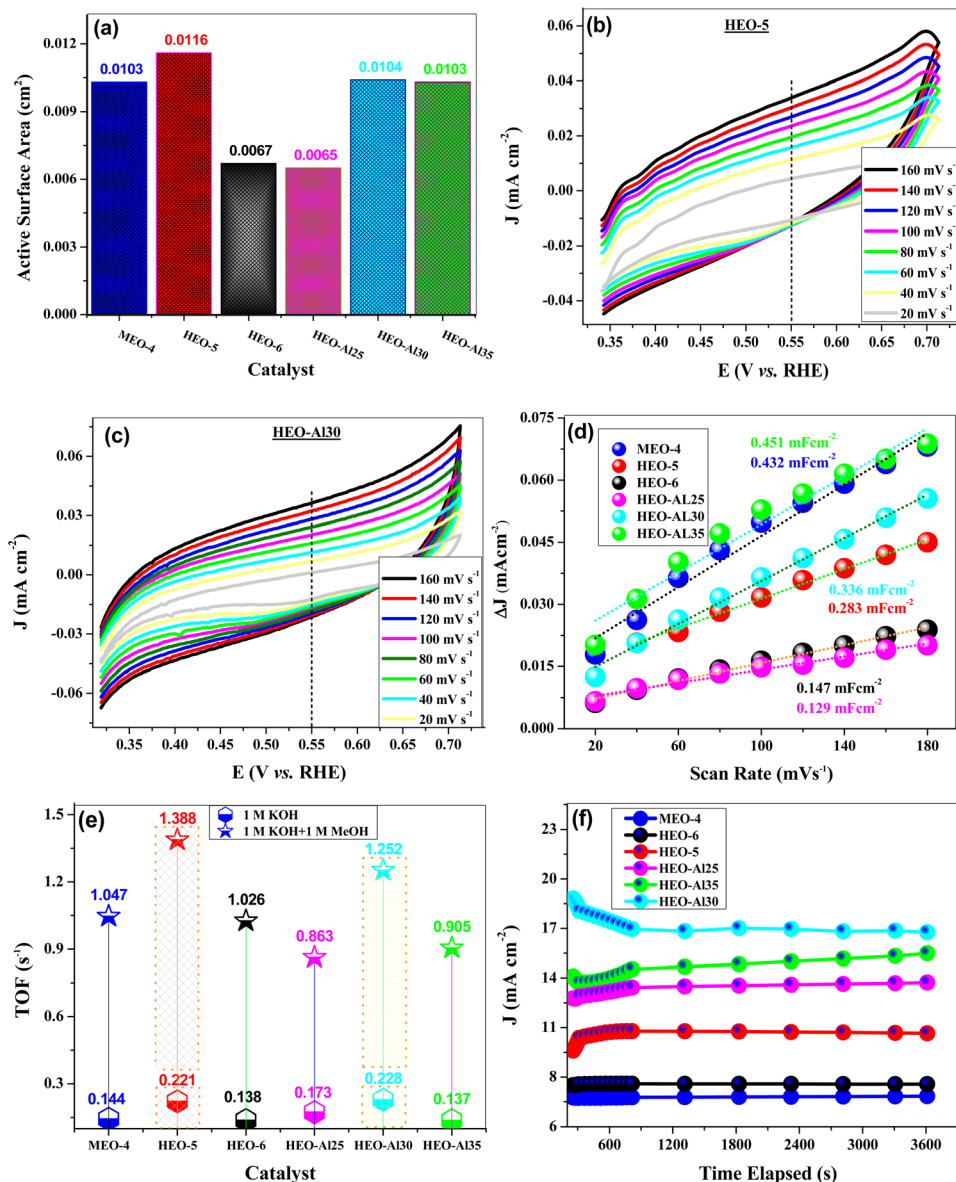 (a)
0.0103
0.0116
0.0067
0.0065
0.0104
0.0103
0.012
0.009
0.006
0.003
0.000
Active Surface Area (cm²)
MEO-4
HEO-5
HEO-6
HEO-Al25
HEO-Al30
HEO-Al35
Catalyst
(b)
HEO-5
0.06
0.04
0.02
0.00
-0.02
-0.04
J (mA cm⁻²)
160 mV s⁻¹
140 mV s⁻¹
120 mV s⁻¹
100 mV s⁻¹
80 mV s⁻¹
60 mV s⁻¹
40 mV s⁻¹
20 mV s⁻¹
0.35 0.40 0.45 0.50 0.55 0.60 0.65 0.70
E (V vs. RHE)
(c)
HEO-Al30
0.06
0.03
0.00
-0.03
-0.06
J (mA cm⁻²)
160 mV s⁻¹
140 mV s⁻¹
120 mV s⁻¹
100 mV s⁻¹
80 mV s⁻¹
60 mV s⁻¹
40 mV s⁻¹
20 mV s⁻¹
0.35 0.40 0.45 0.50 0.55 0.60 0.65 0.70
E (V vs. RHE)
(d)
0.075
0.060
0.045
0.030
0.015
0.000
ΔJ (mAcm⁻²)
MEO-4
HEO-5
HEO-6
HEO-AL25
HEO-AL30
HEO-AL35
0.451 mFcm⁻²
0.432 mFcm⁻²
0.336 mFcm⁻²
0.283 mFcm⁻²
0.147 mFcm⁻²
0.129 mFcm⁻²
20 60 100 140 180
Scan Rate (mVs⁻¹)
(e)
1 M KOH
1 M KOH+1 M MeOH
1.5
1.2
0.9
0.6
0.3
TOF (s⁻¹)
1.047
1.388
1.026
0.863
1.252
0.905
0.144
0.221
0.138
0.173
0.228
0.137
MEO-4
HEO-5
HEO-6
HEO-Al25
HEO-Al30
HEO-Al35
Catalyst
(f)
MEO-4
HEO-6
HEO-5
HEO-Al25
HEO-Al35
HEO-Al30
23
20
17
14
11
9
6
J (mA cm⁻²)
600 1200 1800 2400 3000 3600
Time Elapsed (s)